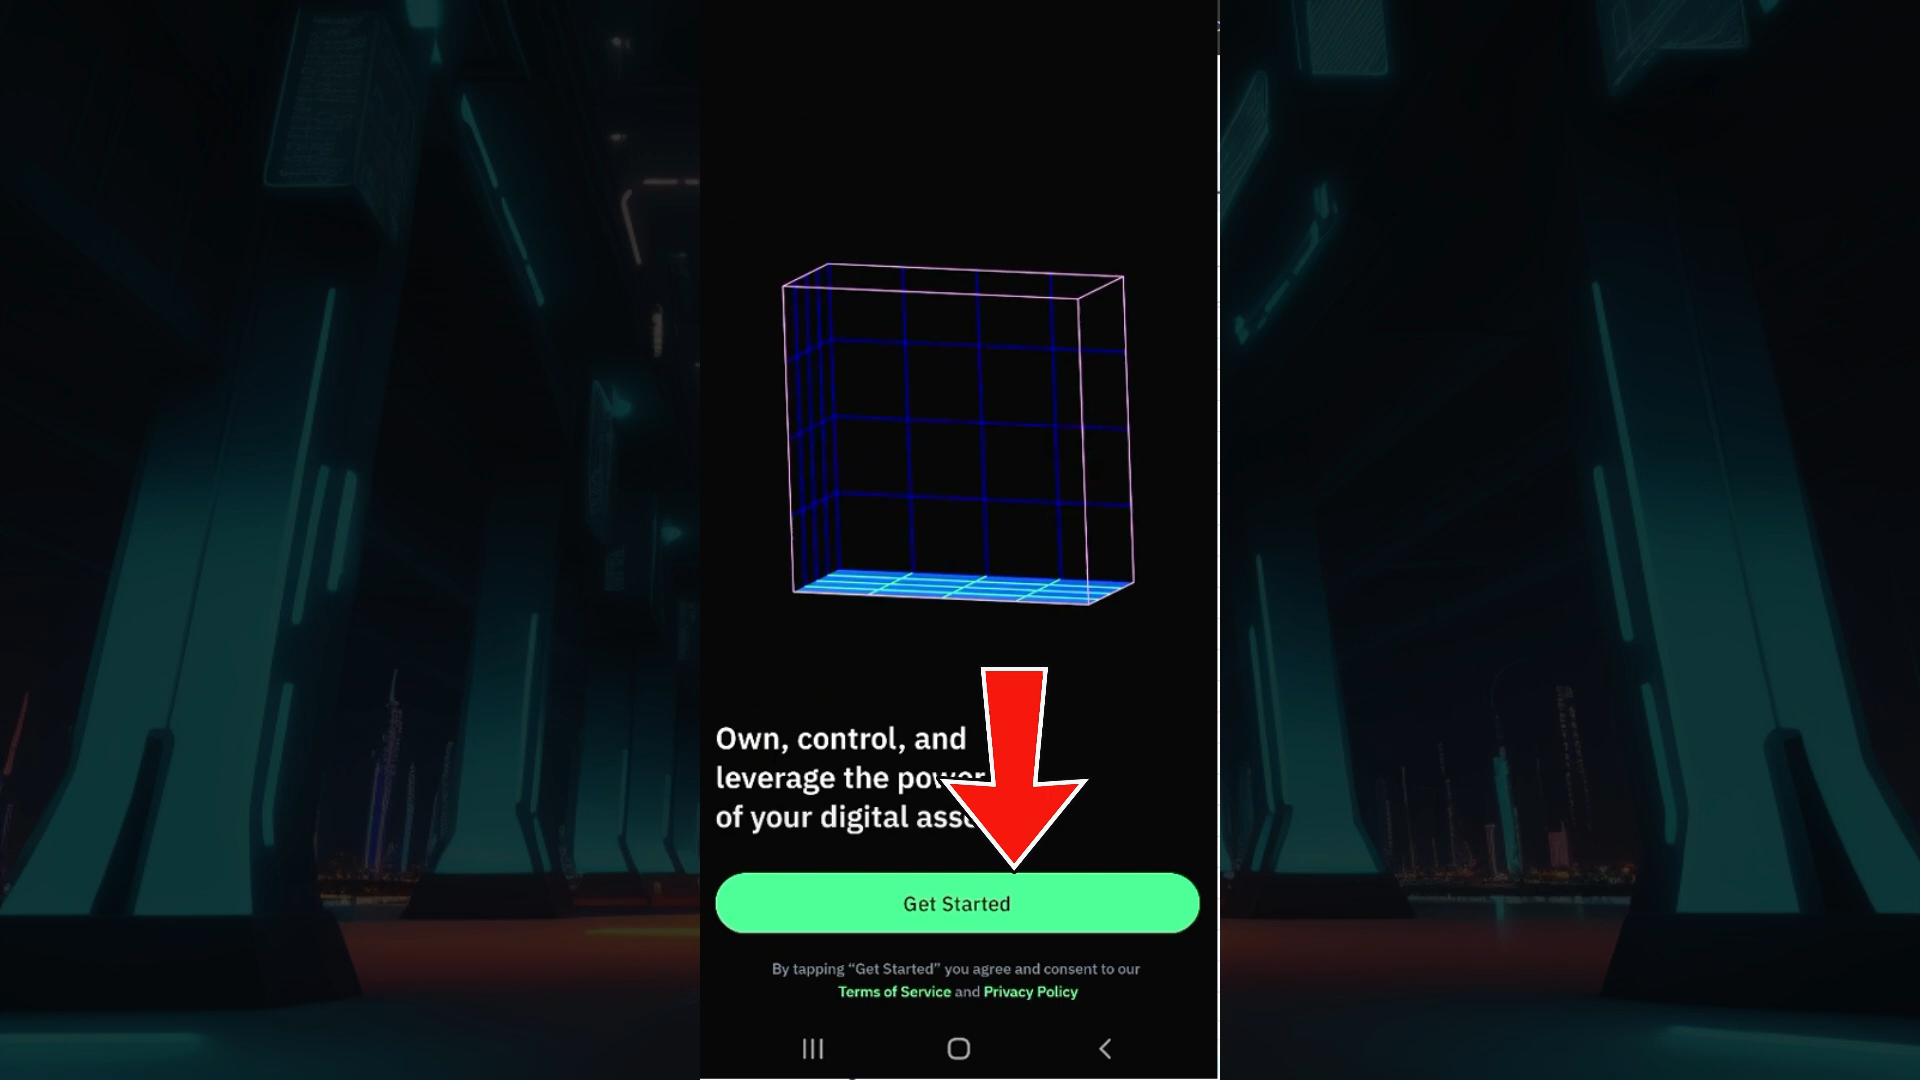 Own, control, and
leverage the power
of your digital
Get Started
By tapping “Get Started” you agree and consent to our
Terms of Service and Privacy Policy